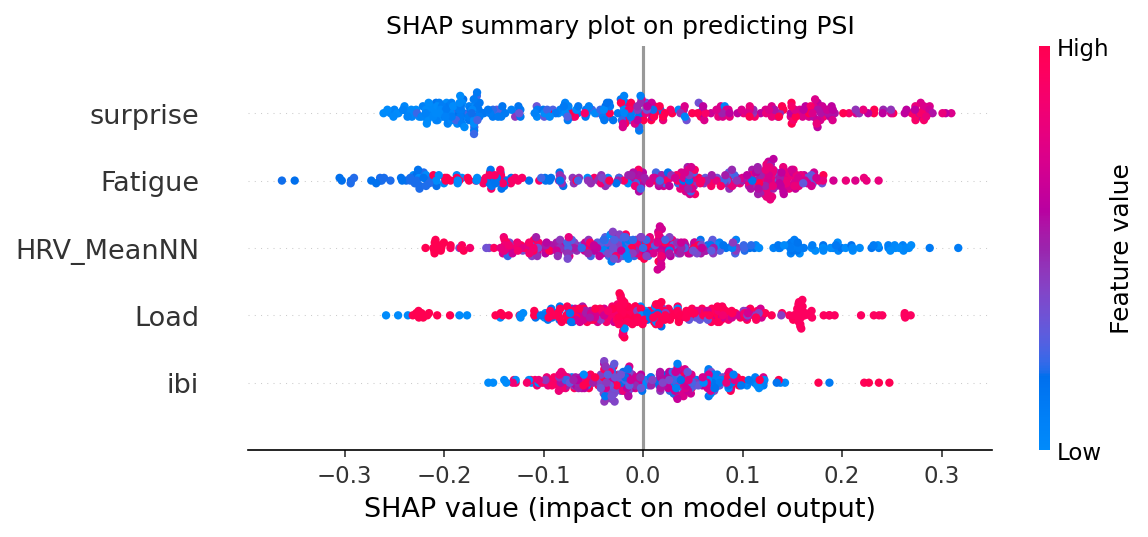 SHAP summary plot on predicting PSI
High
surprise
Fatigue
HRV_MeanNN
Load
ibi
Feature value
Low
−0.3 −0.2 −0.1 0.0 0.1 0.2 0.3
SHAP value (impact on model output)